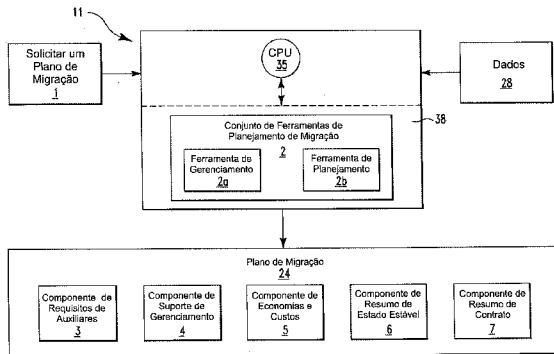 11
Solicitar um
Plano de
Migração
1
CPU
35
Dados
28
38
Conjunto de Ferramentas de
Planejamento de Migração
2
Ferramenta de
Gerenciamento
2a
Ferramenta de
Planejamento
2b
Plano de Migração
24
Componente de
Requisitos de
Auxiliares
3
Componente de
Suporte de
Gerenciamento
4
Componente de
Economias e
Custos
5
Componente de
Resumo de
Estado Estável
6
Componente de
Resumo de
Contrato
7